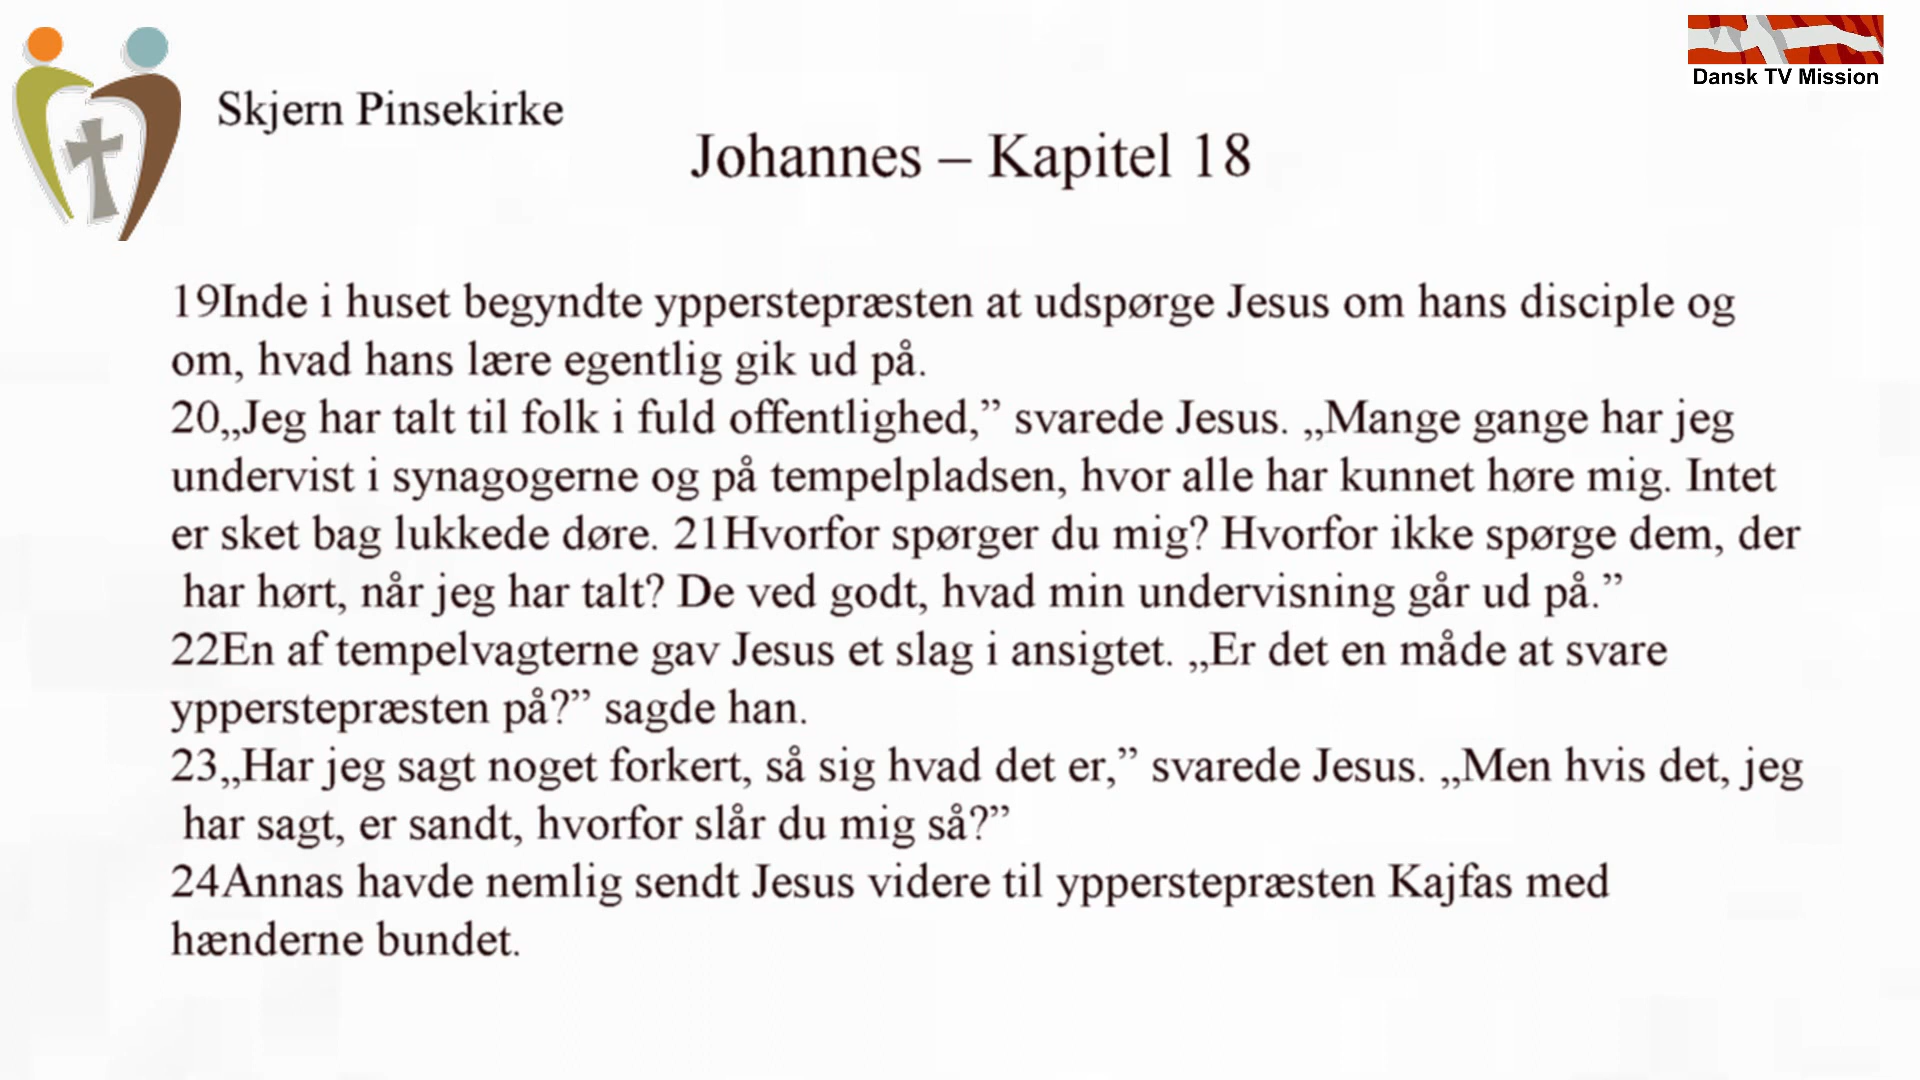 Dansk TV Mission
Skjern Pinsekirke
Johannes – Kapitel 18
19Inde i huset begyndte ypperstepræsten at udspørge Jesus om hans disciple og
om, hvad hans lære egentlig gik ud på.
20„Jeg har talt til folk i fuld offentlighed,” svarede Jesus. „Mange gange har jeg
undervist i synagogerne og på tempelpladsen, hvor alle har kunnet høre mig. Intet
er sket bag lukkede døre. 21Hvorfor spørger du mig? Hvorfor ikke spørge dem, der
har hørt, når jeg har talt? De ved godt, hvad min undervisning går ud på.”
22En af tempelvagterne gav Jesus et slag i ansigtet. „Er det en måde at svare
ypperstepræsten på?” sagde han.
23„Har jeg sagt noget forkert, så sig hvad det er,” svarede Jesus. „Men hvis det, jeg
har sagt, er sandt, hvorfor slår du mig så?”
24Annas havde nemlig sendt Jesus videre til ypperstepræsten Kajfas med
hænderne bundet.